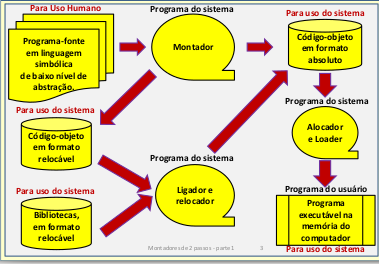 Para Uso Humano
Programa-fonte
em linguagem
simbólica
de baixo nível de
abstração.
Programa do sistema
Montador
Para uso do sistema
Código-objeto
em formato
absoluto
Para uso do sistema
Código-objeto
em formato
relocável
Programa do sistema
Alocador
e Loader
Para uso do sistema
Bibliotecas,
em formato
relocável
Programa do sistema
Ligador e
relocador
Programa do usuário
Programa
executável na
memória do
computador
Para uso do sistema
Montadores de 2 passos - parte 1
3